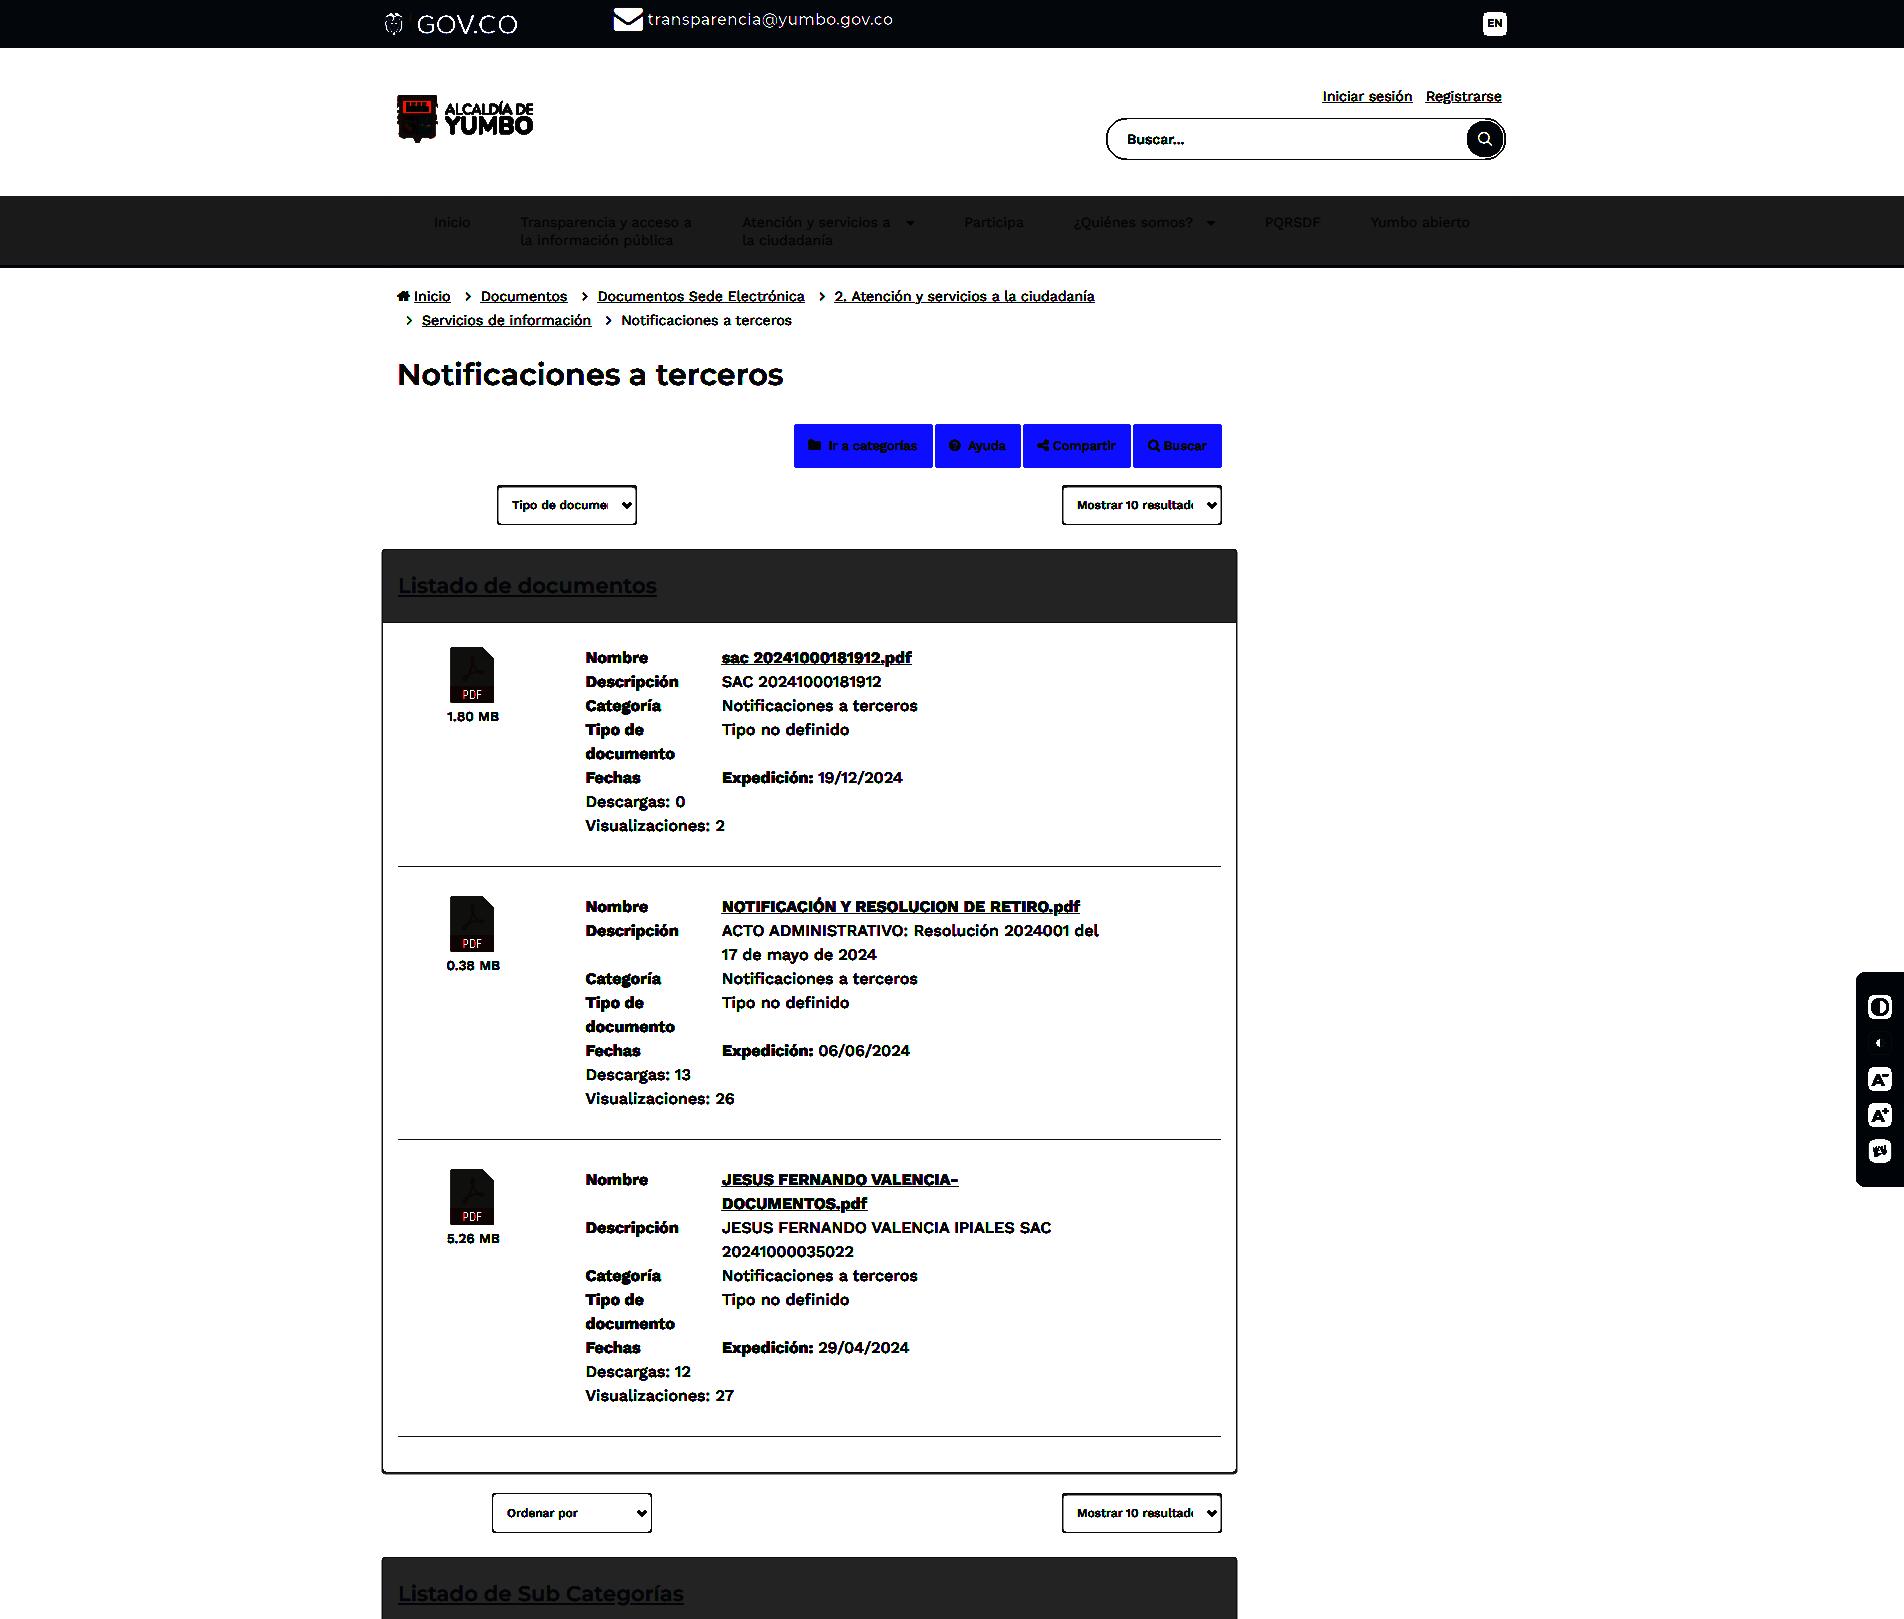 GOV.CO
transparencia@yumbo.gov.co
EN
ALCALDÍA DE
YUMBO
Iniciar sesión Registrarse
Buscar...
Inicio
Transparencia y acceso a
la información pública
Atención y servicios a
la ciudadanía
Participa
¿Quiénes somos?
PQRSDF
Yumbo abierto
Inicio > Documentos > Documentos Sede Electrónica > 2. Atención y servicios a la ciudadanía
> Servicios de información > Notificaciones a terceros
Notificaciones a terceros
Ir a categorías Ayuda Compartir Buscar
Tipo de docume
Mostrar 10 resultad
Listado de documentos
PDF
1.80 MB
Nombre sac 20241000181912.pdf
Descripción SAC 20241000181912
Categoría Notificaciones a terceros
Tipo de Tipo no definido
documento
Fechas Expedición: 19/12/2024
Descargas: 0
Visualizaciones: 2
PDF
0.38 MB
Nombre NOTIFICACIÓN Y RESOLUCION DE RETIRO.pdf
Descripción ACTO ADMINISTRATIVO: Resolución 2024001 del
17 de mayo de 2024
Categoría Notificaciones a terceros
Tipo de Tipo no definido
documento
Fechas Expedición: 06/06/2024
Descargas: 13
Visualizaciones: 26
PDF
5.26 MB
Nombre JESUS FERNANDO VALENCIA-
DOCUMENTOS.pdf
Descripción JESUS FERNANDO VALENCIA IPIALES SAC
20241000035022
Categoría Notificaciones a terceros
Tipo de Tipo no definido
documento
Fechas Expedición: 29/04/2024
Descargas: 12
Visualizaciones: 27
Ordenar por
Mostrar 10 resultad
Listado de Sub Categorías
A-
A+